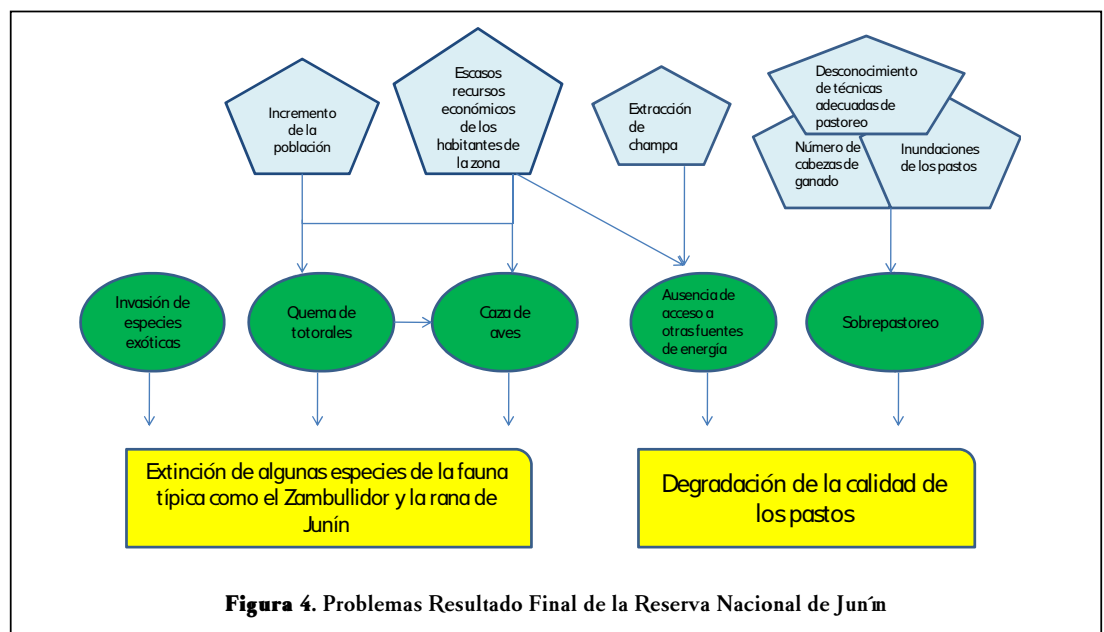 Incremento
de la
población
Escasos
recursos
económicos
de los
habitantes de
la zona
Extracción
de
champa
Desconocimiento
de técnicas
adecuadas de
pastoreo
Número de
cabezas de
ganado
Inundaciones
de los pastos
Invasión de
especies
exóticas
Quema de
totorales
Caza de
aves
Ausencia de
acceso a
otras fuentes
de energía
Sobrepastoreo
Extinción de algunas especies de la fauna
típica como el Zambullidor y la rana de
Junín
Degradación de la calidad de
los pastos
Figura 4. Problemas Resultado Final de la Reserva Nacional de Junín